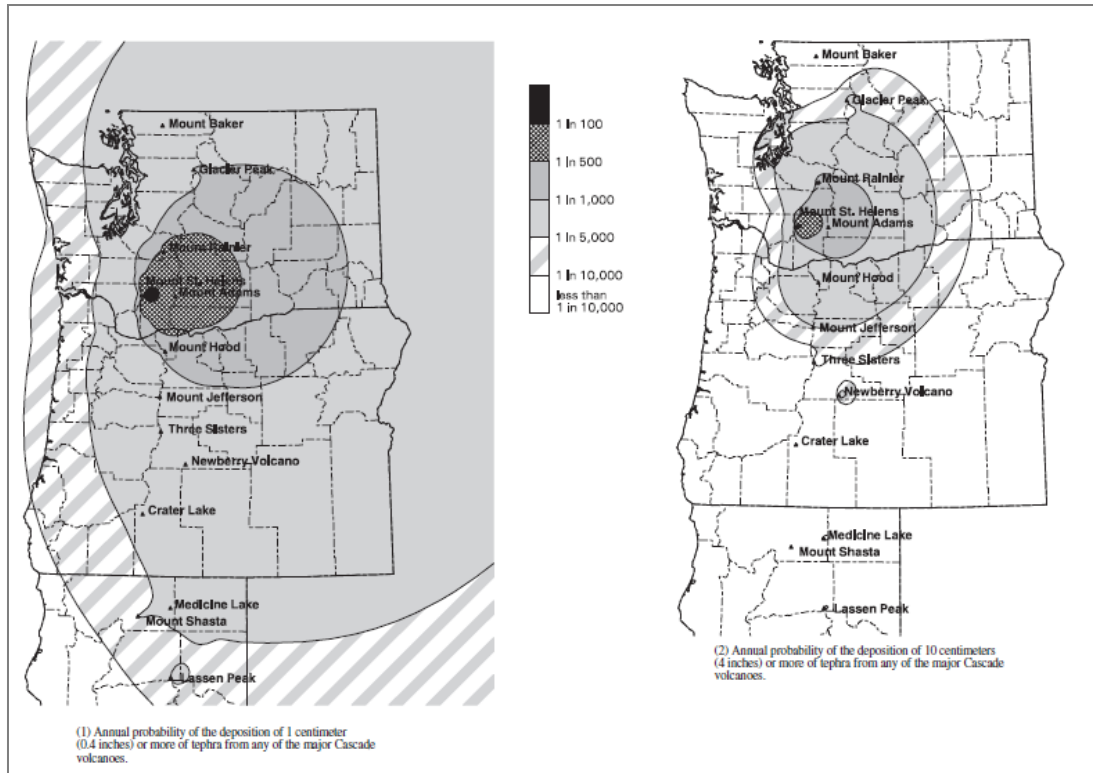 Mount Baker
Glacier Peak
Mount Rainier
Mount St. Helens
Mount Adams
Mount Hood
Mount Jefferson
Three Sisters
Newberry Volcano
Crater Lake
Medicine Lake
Mount Shasta
Lassen Peak
(1) Annual probability of the deposition of 1 centimeter
(0.4 inches) or more of tephra from any of the major Cascade
volcanoes.
1 In 100
1 In 500
1 In 1,000
1 In 5,000
1 In 10,000
less than
1 in 10,000
Mount Baker
Glacier Peak
Mount Rainier
Mount St. Helens
Mount Adams
Mount Hood
Mount Jefferson
Three Sisters
Newberry Volcano
Crater Lake
Medicine Lake
Mount Shasta
Lassen Peak
(2) Annual probability of the deposition of 10 centimeters
(4 inches) or more of tephra from any of the major Cascade
volcanoes.